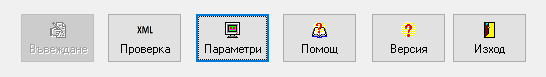 Въвеждане
XML
Проверка
Параметри
Помощ
Версия
Изход